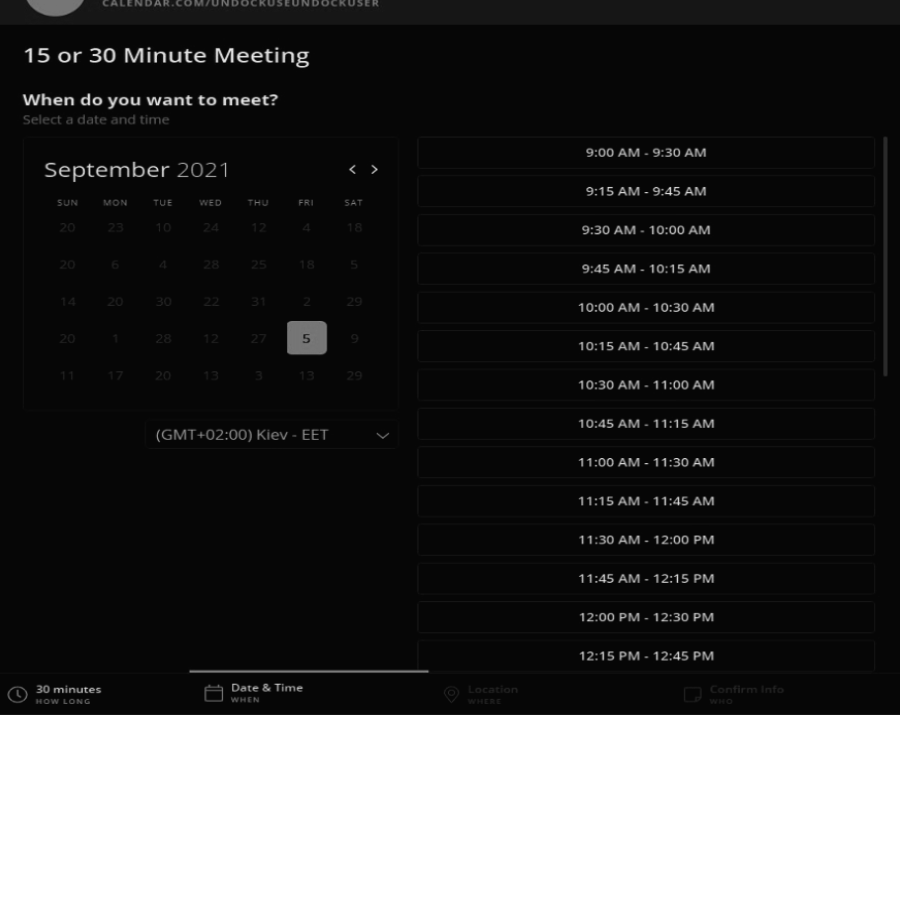 CALENDAR.COM/UNDOCKUSEUNDOCKUSER
15 or 30 Minute Meeting
When do you want to meet?
Select a date and time
September 2021
< >
SUN MON TUE WED THU FRI SAT
20 23 10 24 12 4 18
20 6 4 28 25 18 5
14 20 30 22 31 2 29
20 1 28 12 27 5 9
11 17 20 13 3 13 29
(GMT+02:00) Kiev - EET
9:00 AM - 9:30 AM
9:15 AM - 9:45 AM
9:30 AM - 10:00 AM
9:45 AM - 10:15 AM
10:00 AM - 10:30 AM
10:15 AM - 10:45 AM
10:30 AM - 11:00 AM
10:45 AM - 11:15 AM
11:00 AM - 11:30 AM
11:15 AM - 11:45 AM
11:30 AM - 12:00 PM
11:45 AM - 12:15 PM
12:00 PM - 12:30 PM
12:15 PM - 12:45 PM
30 minutes
HOW LONG
Date & Time
WHEN
Location
WHERE
Confirm Info
WHO